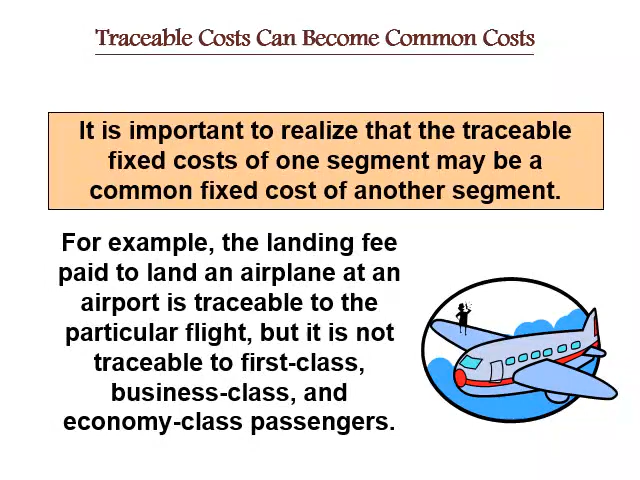 Traceable Costs Can Become Common Costs
It is important to realize that the traceable
fixed costs of one segment may be a
common fixed cost of another segment.
For example, the landing fee
paid to land an airplane at an
airport is traceable to the
particular flight, but it is not
traceable to first-class,
business-class, and
economy-class passengers.